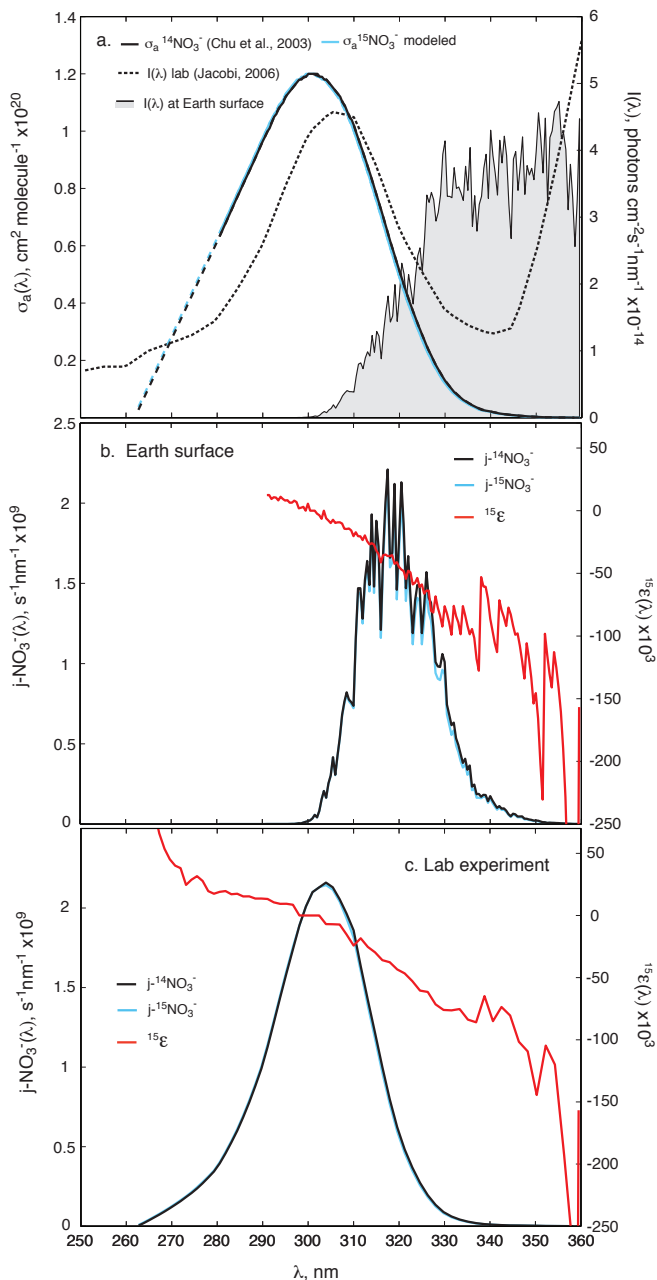 a.
σa 14NO3- (Chu et al., 2003) σa 15NO3- modeled
I(λ) lab (Jacobi, 2006)
I(λ) at Earth surface
σa(λ), cm2 molecule-1 x1020
1.4
1.2
1
0.8
0.6
0.4
0.2
I(λ), photons cm-2s-1nm-1 x10-14
6
5
4
3
2
1
0
b. Earth surface
j-14NO3-
j-15NO3-
15ε
j-NO3-(λ), s-1nm-1 x109
2.5
2
1.5
1
0.5
0
15ε(λ) x103
50
0
-50
-100
-150
-200
-250
c. Lab experiment
j-14NO3-
j-15NO3-
15ε
j-NO3-(λ), s-1nm-1 x109
2
1.5
1
0.5
0
15ε(λ) x103
50
0
-50
-100
-150
-200
-250
250 260 270 280 290 300 310 320 330 340 350 360
λ, nm